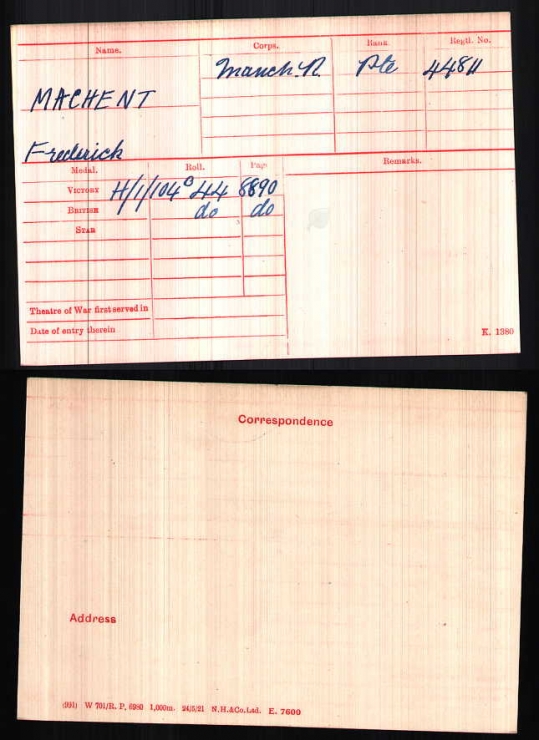 Name.
Corps.
Rank
Regtl. No.
Manch. R.
Pte
44811
MACHENT
Frederick
Medal.
Roll.
Page
Remarks.
VICTORY
H/1/104 B 44
8890
BRITISH
do
do
STAR
Theatre of War first served in
Date of entry therein
K. 1380
Correspondence
Address
W 701/R. P. 6980 1,000m. 24/5/21 N.H.&Co.Ltd. E. 7600